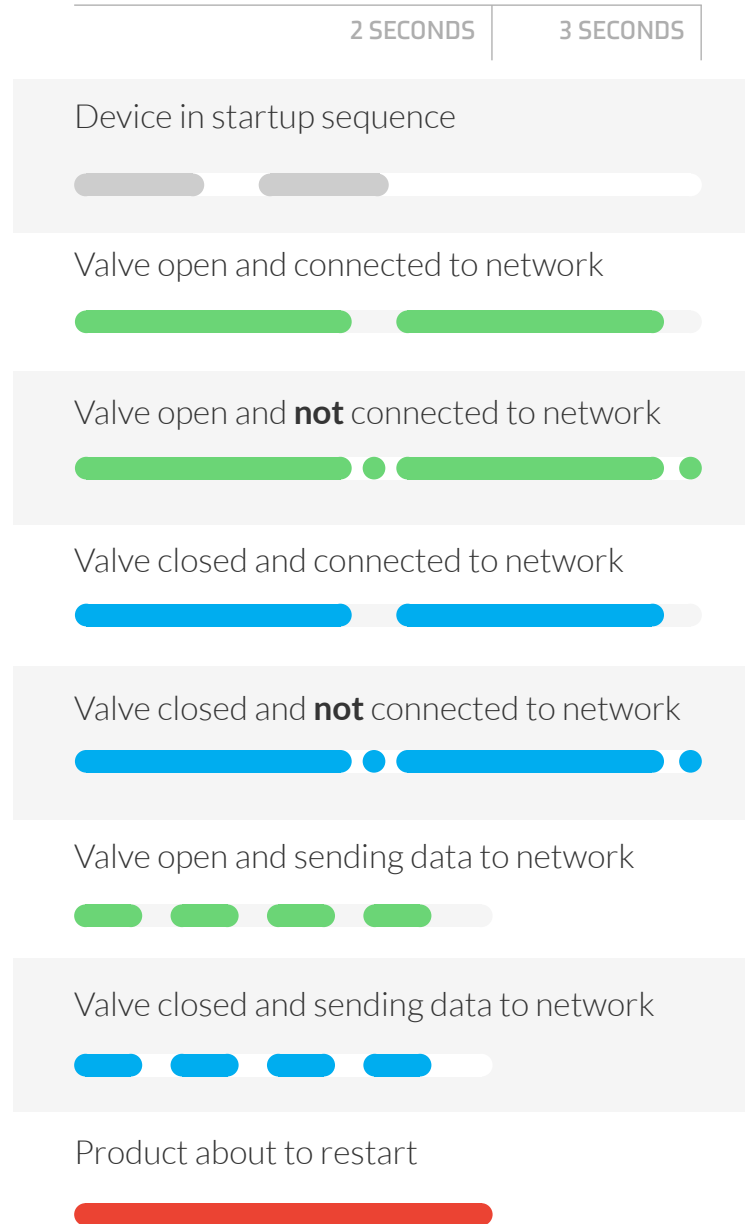 2 SECONDS 3 SECONDS
Device in startup sequence
Valve open and connected to network
Valve open and not connected to network
Valve closed and connected to network
Valve closed and not connected to network
Valve open and sending data to network
Valve closed and sending data to network
Product about to restart